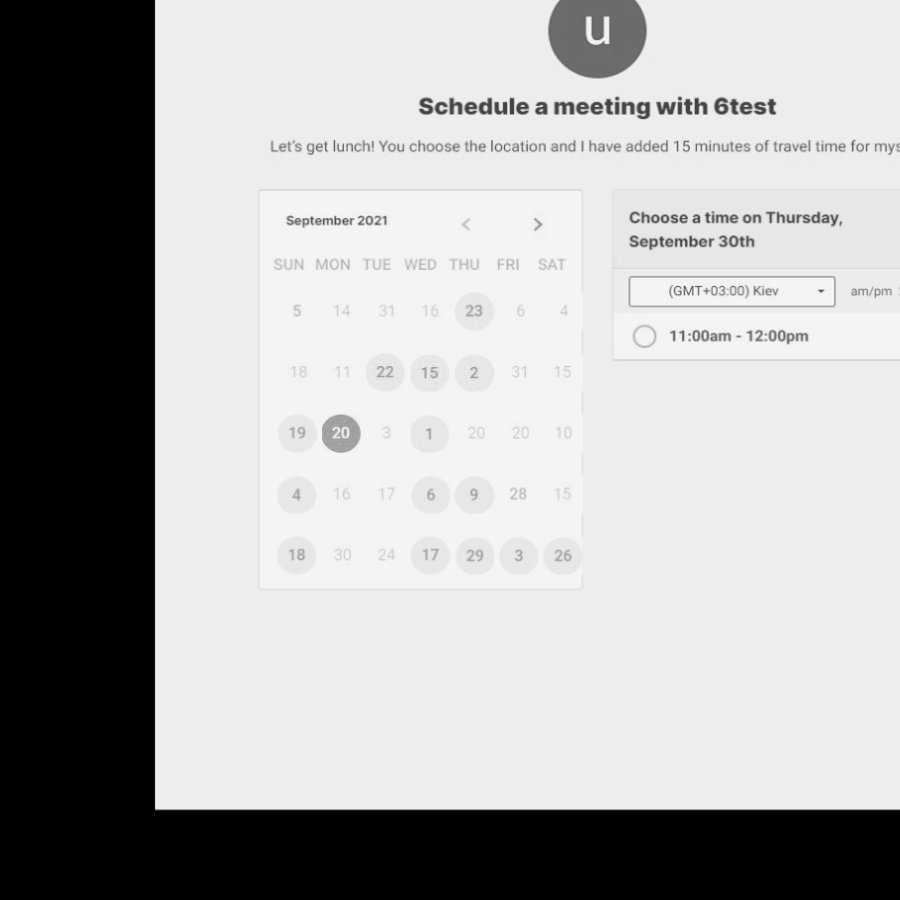 u
Schedule a meeting with 6test
Let's get lunch! You choose the location and I have added 15 minutes of travel time for
September 2021 < >
SUN MON TUE WED THU FRI SAT
5 14 31 16 23 6 4
18 11 22 15 2 31 15
19 20 3 1 20 20 10
4 16 17 6 9 28 15
18 30 24 17 29 3 26
Choose a time on Thursday,
September 30th
(GMT+03:00) Kiev am/pm
11:00am - 12:00pm